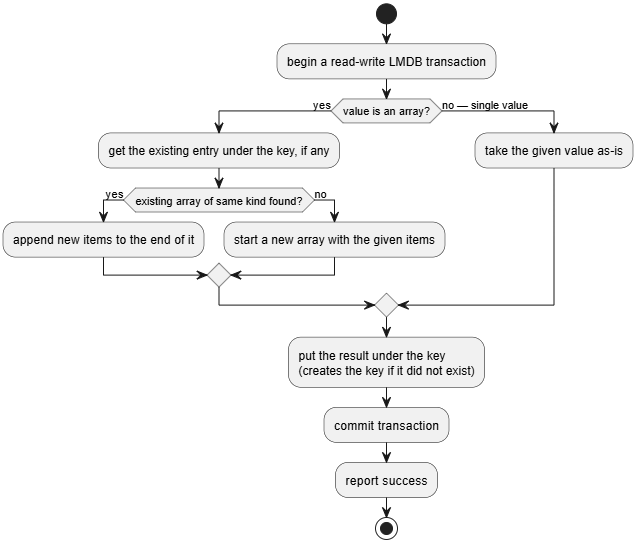 begin a read-write LMDB transaction
value is an array?
yes
no — single value
get the existing entry under the key, if any
take the given value as-is
existing array of same kind found?
yes
no
append new items to the end of it
start a new array with the given items
put the result under the key
(creates the key if it did not exist)
commit transaction
report success